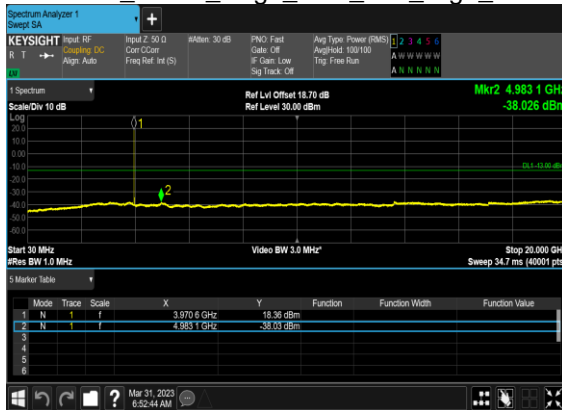 Spectrum Analyzer 1
Swept SA
+
KEYSIGHT Input: RF Input Z: 50 Ω #Atten: 30 dB PNO: Fast Avg Type: Power (RMS) 1 2 3 4 5 6
R T Coupling: DC Corr CCorr Gate: Off Avg|Hold: 100/100 A W W W W W
Align: Auto Freq Ref: Int (S) IF Gain: Low Trig: Free Run
Sig Track: Off A N N N N N
LXI
1 Spectrum Ref Lvl Offset 18.70 dB Mkr2 4.983 1 GHz
Scale/Div 10 dB Ref Level 30.00 dBm -38.026 dBm
Log
20.0
10.0
0.00
-10.0
-20.0
-30.0
-40.0
-50.0
-60.0
1
2
DL1 -13.00 dBm
Start 30 MHz Video BW 3.0 MHz* Stop 20.000 GHz
#Res BW 1.0 MHz Sweep 34.7 ms (40001 pts)
5 Marker Table
Mode Trace Scale X Y Function Function Width Function Value
1 N 1 f 3.970 6 GHz 18.36 dBm
2 N 1 f 4.983 1 GHz -38.03 dBm
3
4
5
6
? Mar 31, 2023
6:52:44 AM